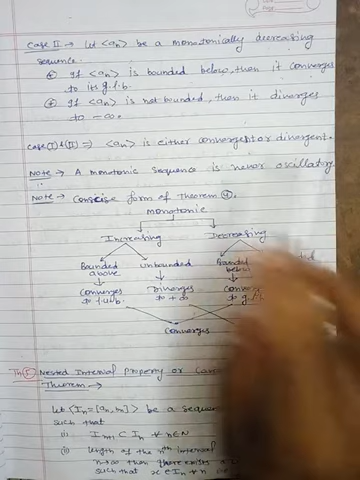 Case II → Let <an> be a monotonically decreasing
sequence.
* If <an> is bounded below, then it converges
to its g.l.b.
* If <an> is not bounded, then it diverges
to -∞.
Case (I) & (II) ⇒ <an> is either convergent or divergent.
Note → A monotonic sequence is never oscillatory.
Note → Concise form of Theorem 4.
monotonic
Increasing Decreasing
Bounded above Unbounded Bounded below
Converges to l.u.b. Diverges to +∞ to g.l.b.
Converges
Th 5 Nested Interval Property or
Theorem →
Let <In = [an, bn]> be a
such that
(i) In+1 ⊂ In ∀ n∈N
(ii) length of the nth interval
n→∞ then there exists a
such that x∈In ∀n